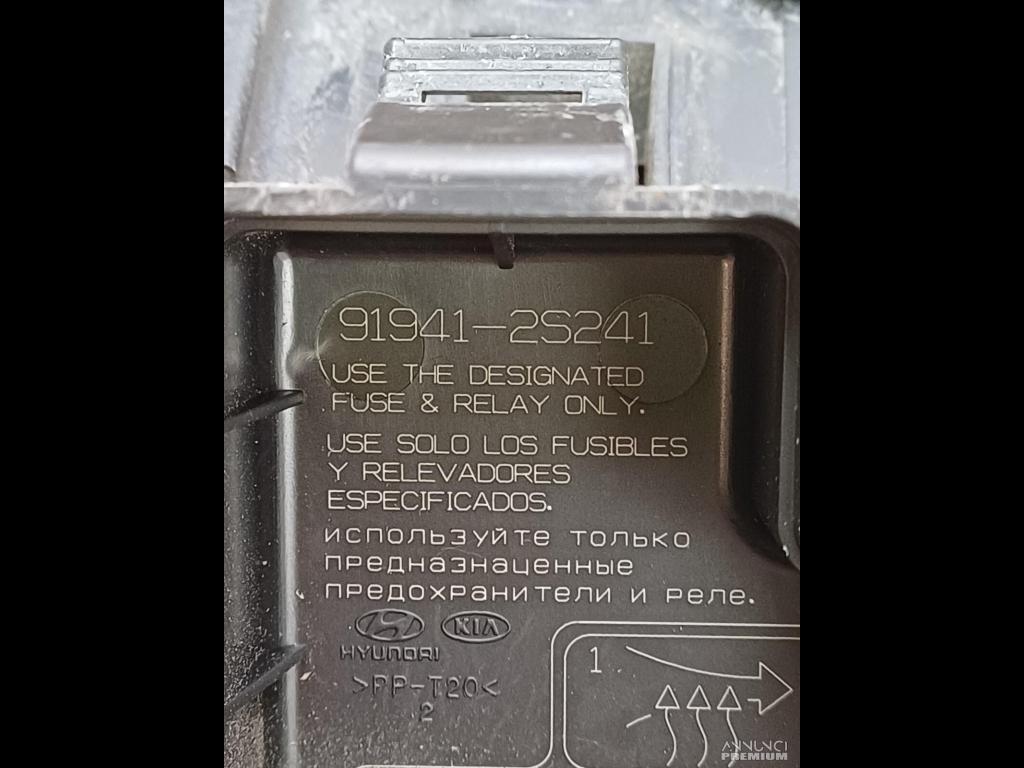 91941-2S241
USE THE DESIGNATED
FUSE & RELAY ONLY.
USE SOLO LOS FUSIBLES
Y RELEVADORES
ESPECIFICADOS.
используйте только
предназнаценные
предохранители и реле.
KIA
HYUNDAI
>PP-T20<
2
1
ANNUNCI
PREMIUM